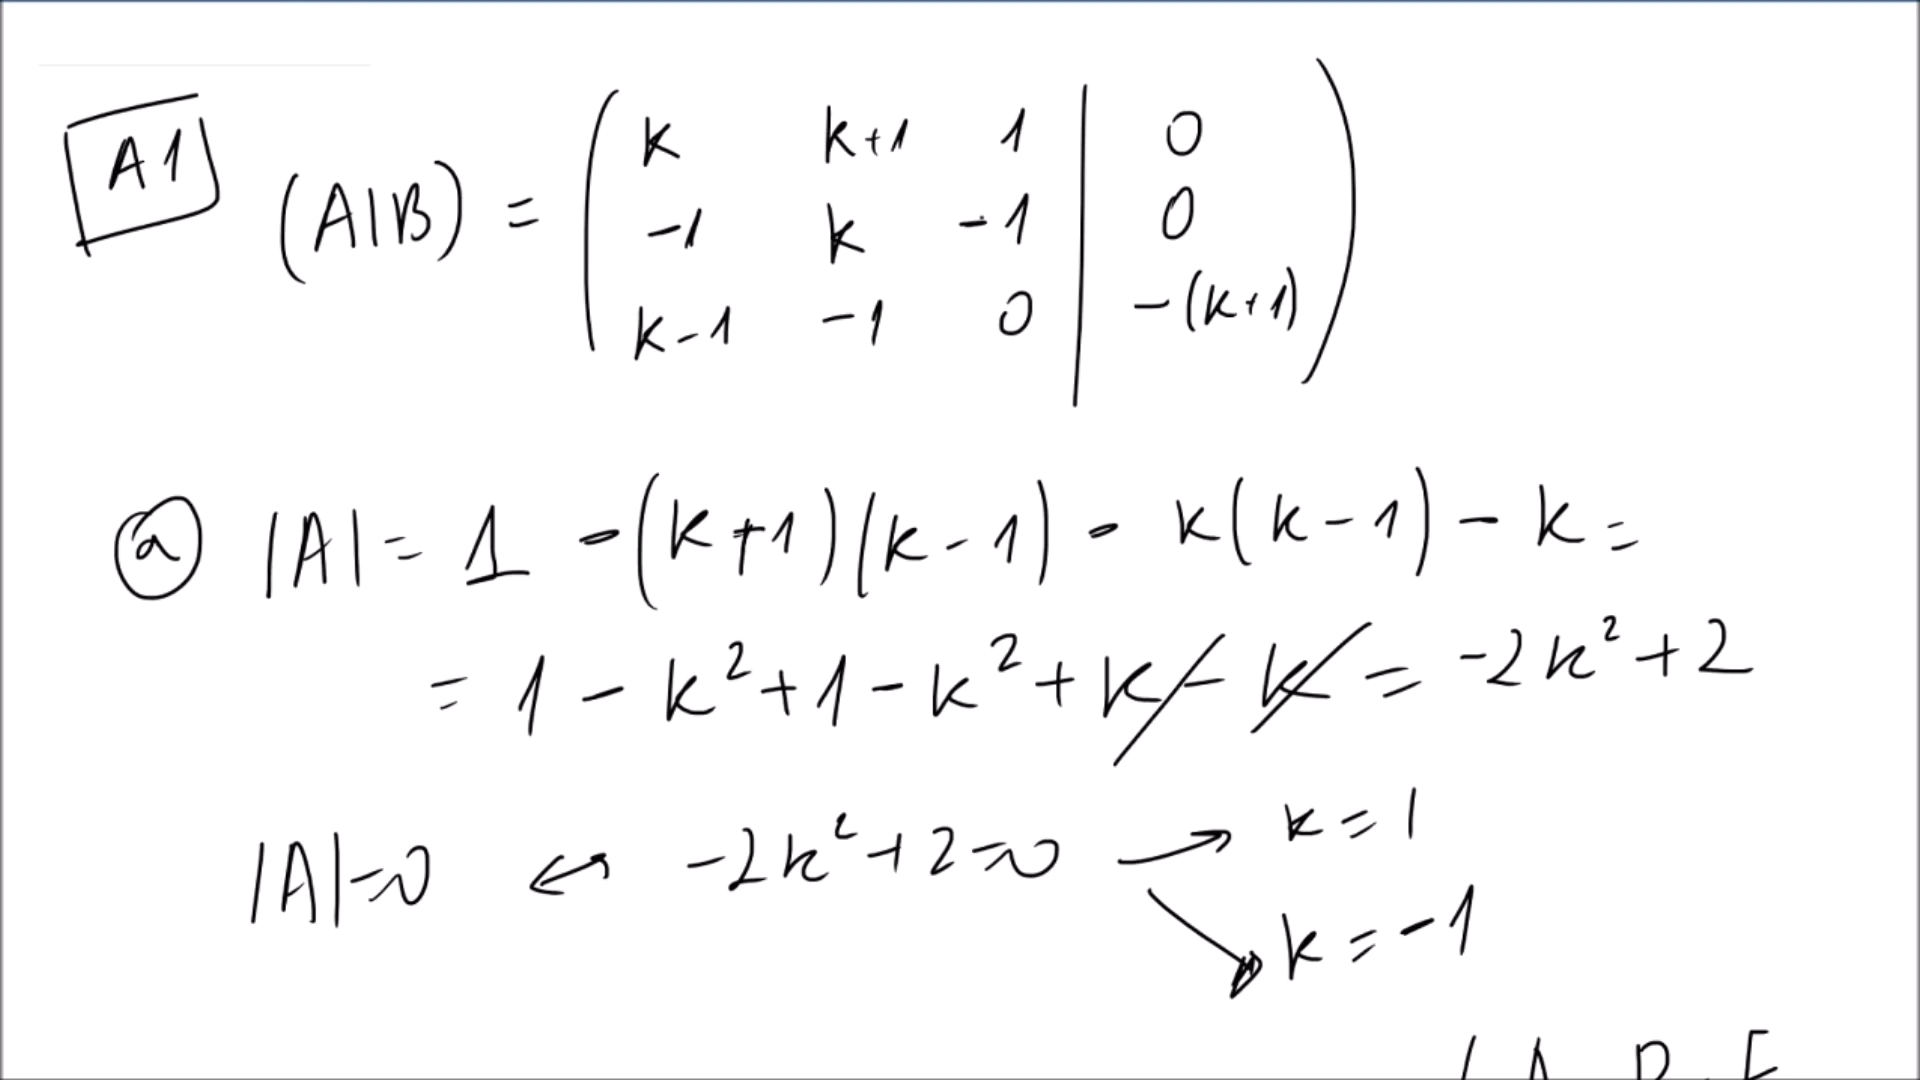 A1
(A|B) = ( k k+1 1 | 0
-1 k -1 | 0
k-1 -1 0 | -(k+1) )
a |A| = 1 - (k+1)(k-1) - k(k-1) - k =
= 1 - k² + 1 - k² + k - k = -2k² + 2
|A|=0 ↔ -2k² + 2 = 0 → k = 1
↘ k = -1